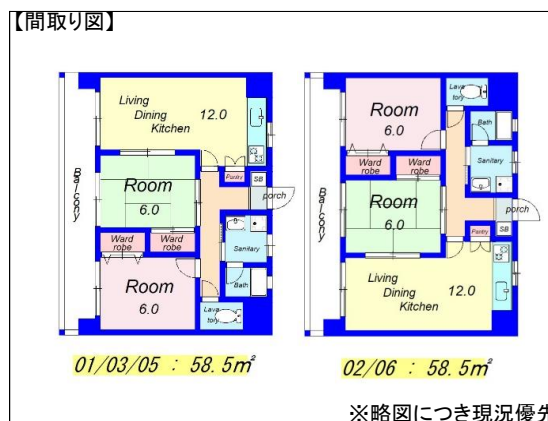 【間取り図】
Living
Dining
Kitchen
12.0
Balcony
Room
6.0
Pantry
SB
porch
Ward
robe
Ward
robe
Sanitary
Room
6.0
Bath
Lava
tory
01/03/05 : 58.5㎡
Lava
tory
Room
6.0
Bath
Ward
robe
Ward
robe
Sanitary
Balcony
Room
6.0
porch
Pantry
SB
Living
Dining
Kitchen
12.0
02/06 : 58.5㎡
※略図につき現況優先